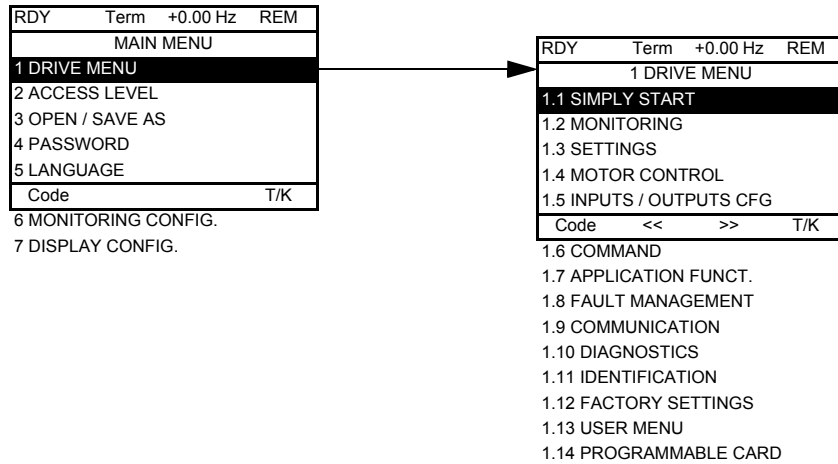 RDY Term +0.00 Hz REM
MAIN MENU
1 DRIVE MENU
2 ACCESS LEVEL
3 OPEN / SAVE AS
4 PASSWORD
5 LANGUAGE
Code T/K
6 MONITORING CONFIG.
7 DISPLAY CONFIG.
RDY Term +0.00 Hz REM
1 DRIVE MENU
1.1 SIMPLY START
1.2 MONITORING
1.3 SETTINGS
1.4 MOTOR CONTROL
1.5 INPUTS / OUTPUTS CFG
Code << >> T/K
1.6 COMMAND
1.7 APPLICATION FUNCT.
1.8 FAULT MANAGEMENT
1.9 COMMUNICATION
1.10 DIAGNOSTICS
1.11 IDENTIFICATION
1.12 FACTORY SETTINGS
1.13 USER MENU
1.14 PROGRAMMABLE CARD